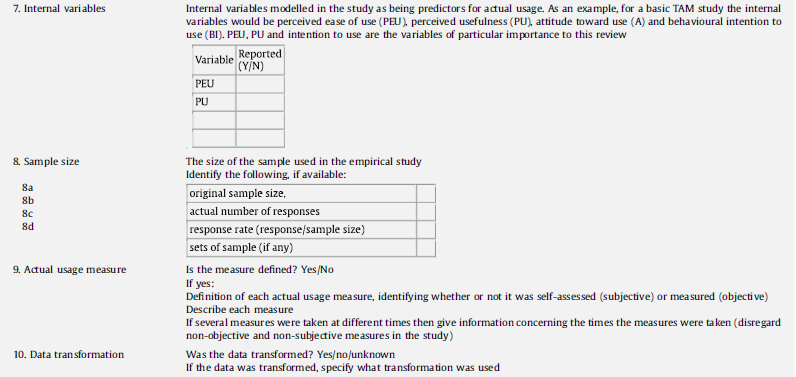 7. Internal variables
Internal variables modelled in the study as being predictors for actual usage. As an example, for a basic TAM study the internal
variables would be perceived ease of use (PEU), perceived usefulness (PU), attitude toward use (A) and behavioural intention to
use (BI). PEU, PU and intention to use are the variables of particular importance to this review
Variable Reported
(Y/N)
PEU
PU
8. Sample size
The size of the sample used in the empirical study
Identify the following, if available:
8a
original sample size,
8b
actual number of responses
8c
response rate (response/sample size)
8d
sets of sample (if any)
9. Actual usage measure
Is the measure defined? Yes/No
If yes:
Definition of each actual usage measure, identifying whether or not it was self-assessed (subjective) or measured (objective)
Describe each measure
If several measures were taken at different times then give information concerning the times the measures were taken (disregard
non-objective and non-subjective measures in the study)
10. Data transformation
Was the data transformed? Yes/no/unknown
If the data was transformed, specify what transformation was used